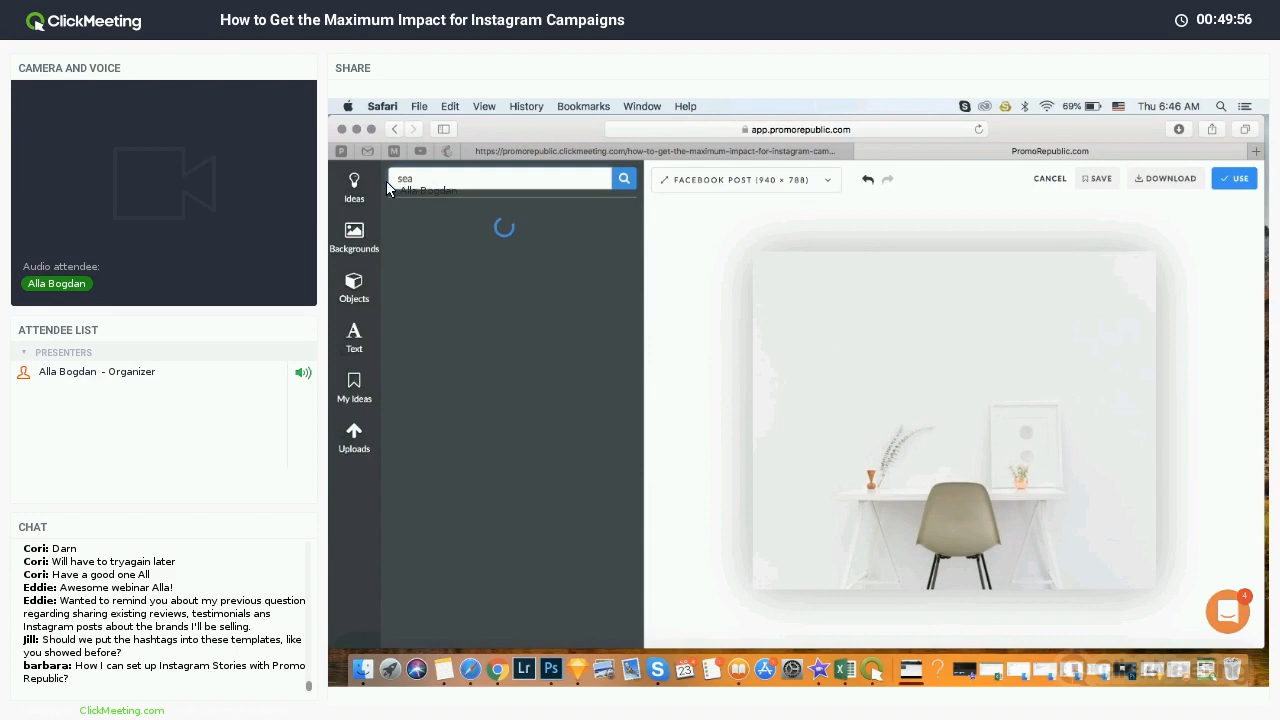 ClickMeeting
How to Get the Maximum Impact for Instagram Campaigns
00:49:56
CAMERA AND VOICE
Audio attendee:
Alla Bogdan
ATTENDEE LIST
PRESENTERS
Alla Bogdan - Organizer
CHAT
Cori: Darn
Cori: Will have to tryagain later
Cori: Have a good one All
Eddie: Awesome webinar Alla!
Eddie: Wanted to remind you about my previous question
regarding sharing existing reviews, testimonials ans
Instagram posts about the brands I'll be selling.
Jill: Should we put the hashtags into these templates, like
you showed before?
barbara: How I can set up Instagram Stories with Promo
Republic?
ClickMeeting.com
SHARE
Safari File Edit View History Bookmarks Window Help
69% Thu 6:46 AM
app.promorepublic.com
P M https://promorepublic.clickmeeting.com/how-to-get-the-maximum-impact-for-instagram-cam... PromoRepublic.com
sea
Alla Bogdan
Ideas
Backgrounds
Objects
Text
My Ideas
Uploads
FACEBOOK POST (940 × 788)
CANCEL SAVE DOWNLOAD USE
4
Lr Ps 23